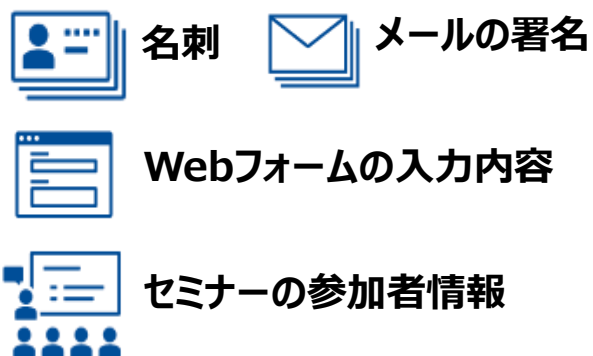 名刺
メールの署名
Webフォームの入力内容
セミナーの参加者情報